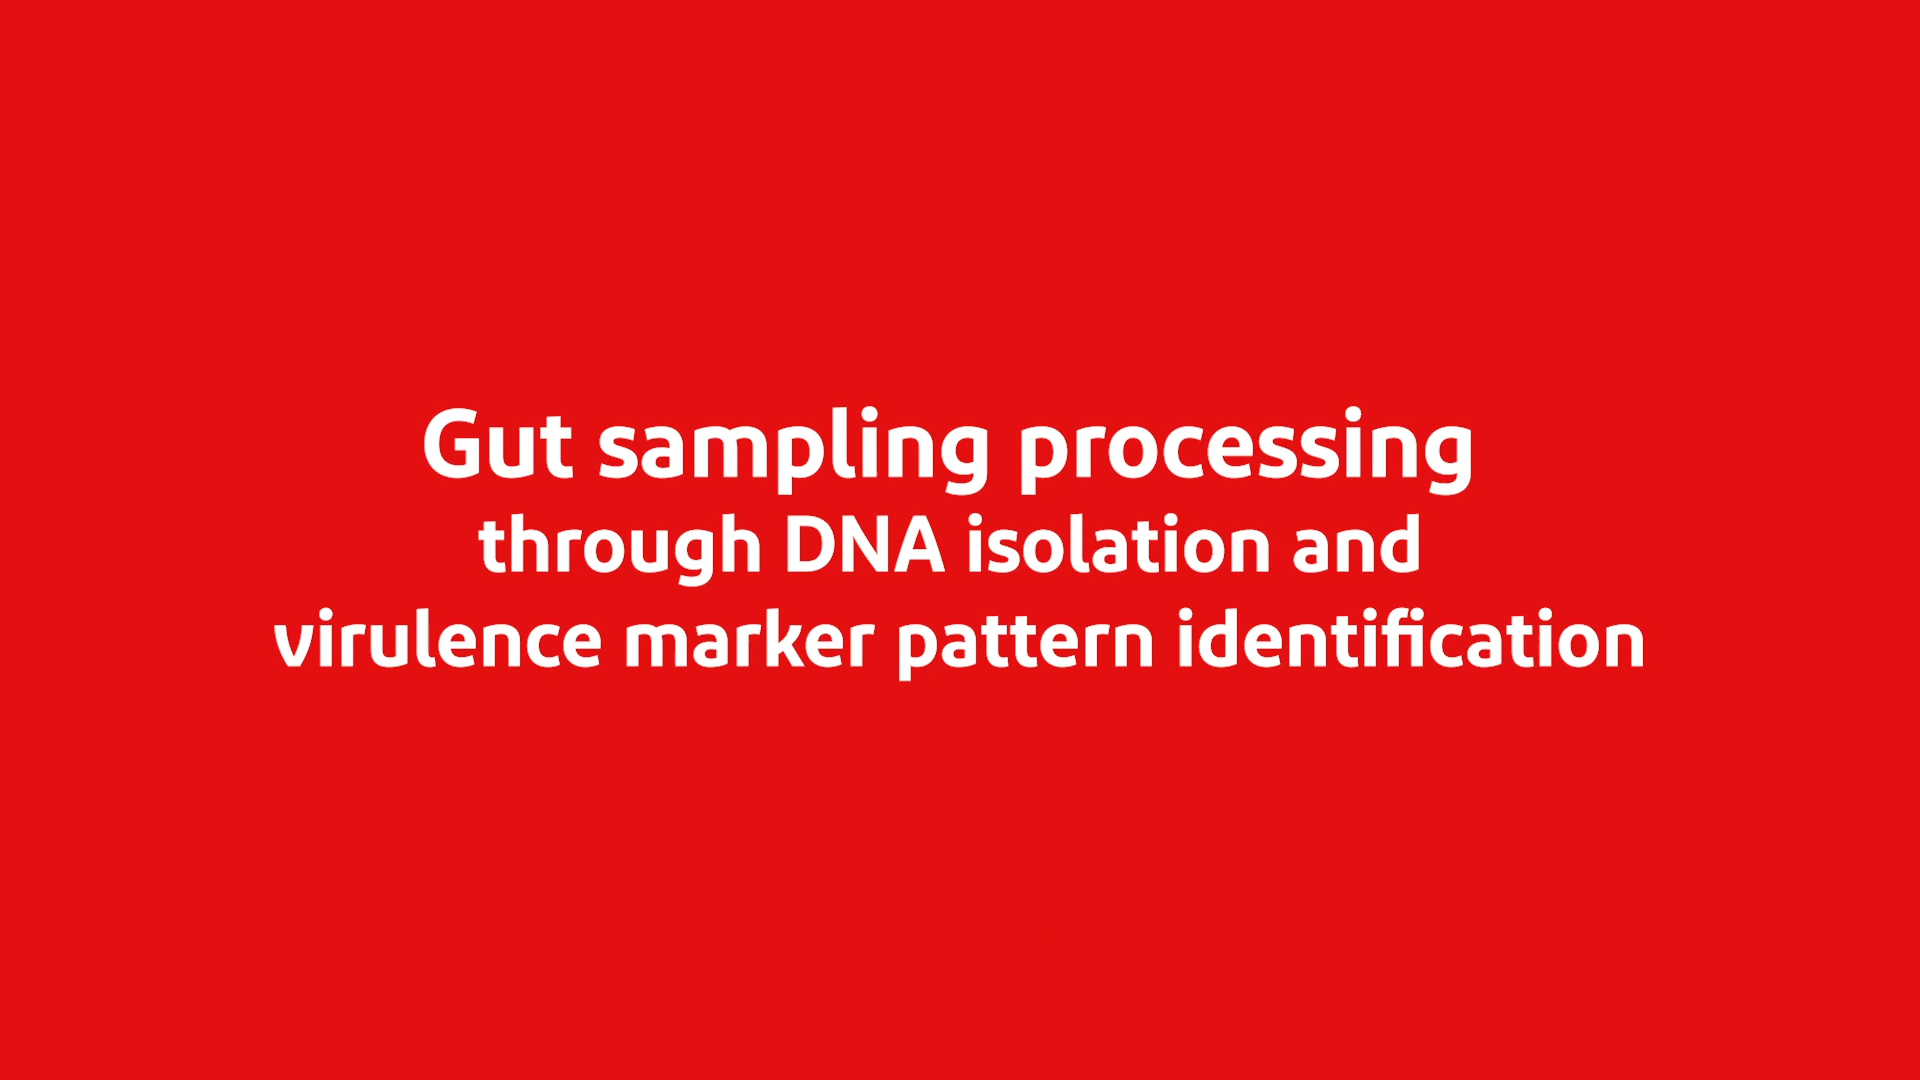 Gut sampling processing
through DNA isolation and
virulence marker pattern identification